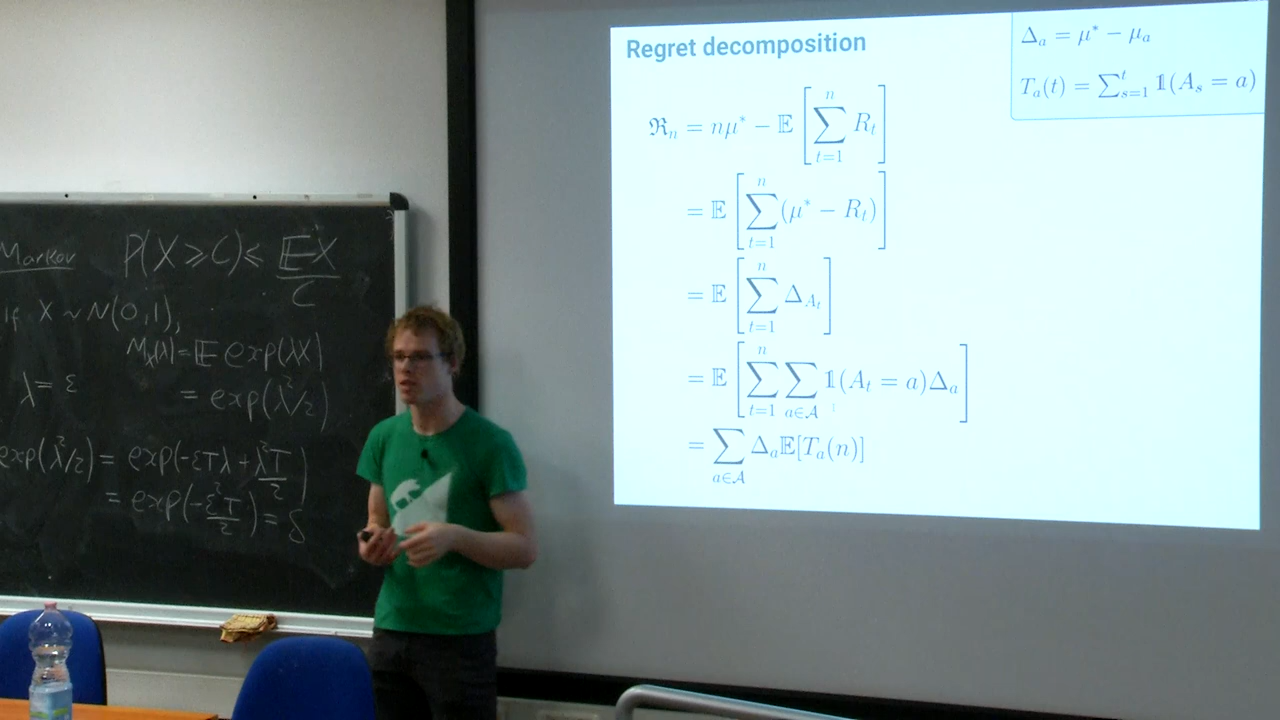 Markov P(X ≥ C) ≤ EX / C
if X ~ N(0,1),
M_X(λ) = E exp(λX)
λ = ε = exp(λ²/2)
exp(λ²/2) = exp(-ετλ + λ²T/2)
= exp(-ε²T/2) = δ
Regret decomposition
Δ_a = μ* − μ_a
T_a(t) = ∑_{s=1}^{t} 𝟙(A_s = a)
ℜ_n = nμ* − 𝔼[∑_{t=1}^{n} R_t]
= 𝔼[∑_{t=1}^{n} (μ* − R_t)]
= 𝔼[∑_{t=1}^{n} Δ_{A_t}]
= 𝔼[∑_{t=1}^{n} ∑_{a∈𝒜} 𝟙(A_t = a)Δ_a]
= ∑_{a∈𝒜} Δ_a 𝔼[T_a(n)]